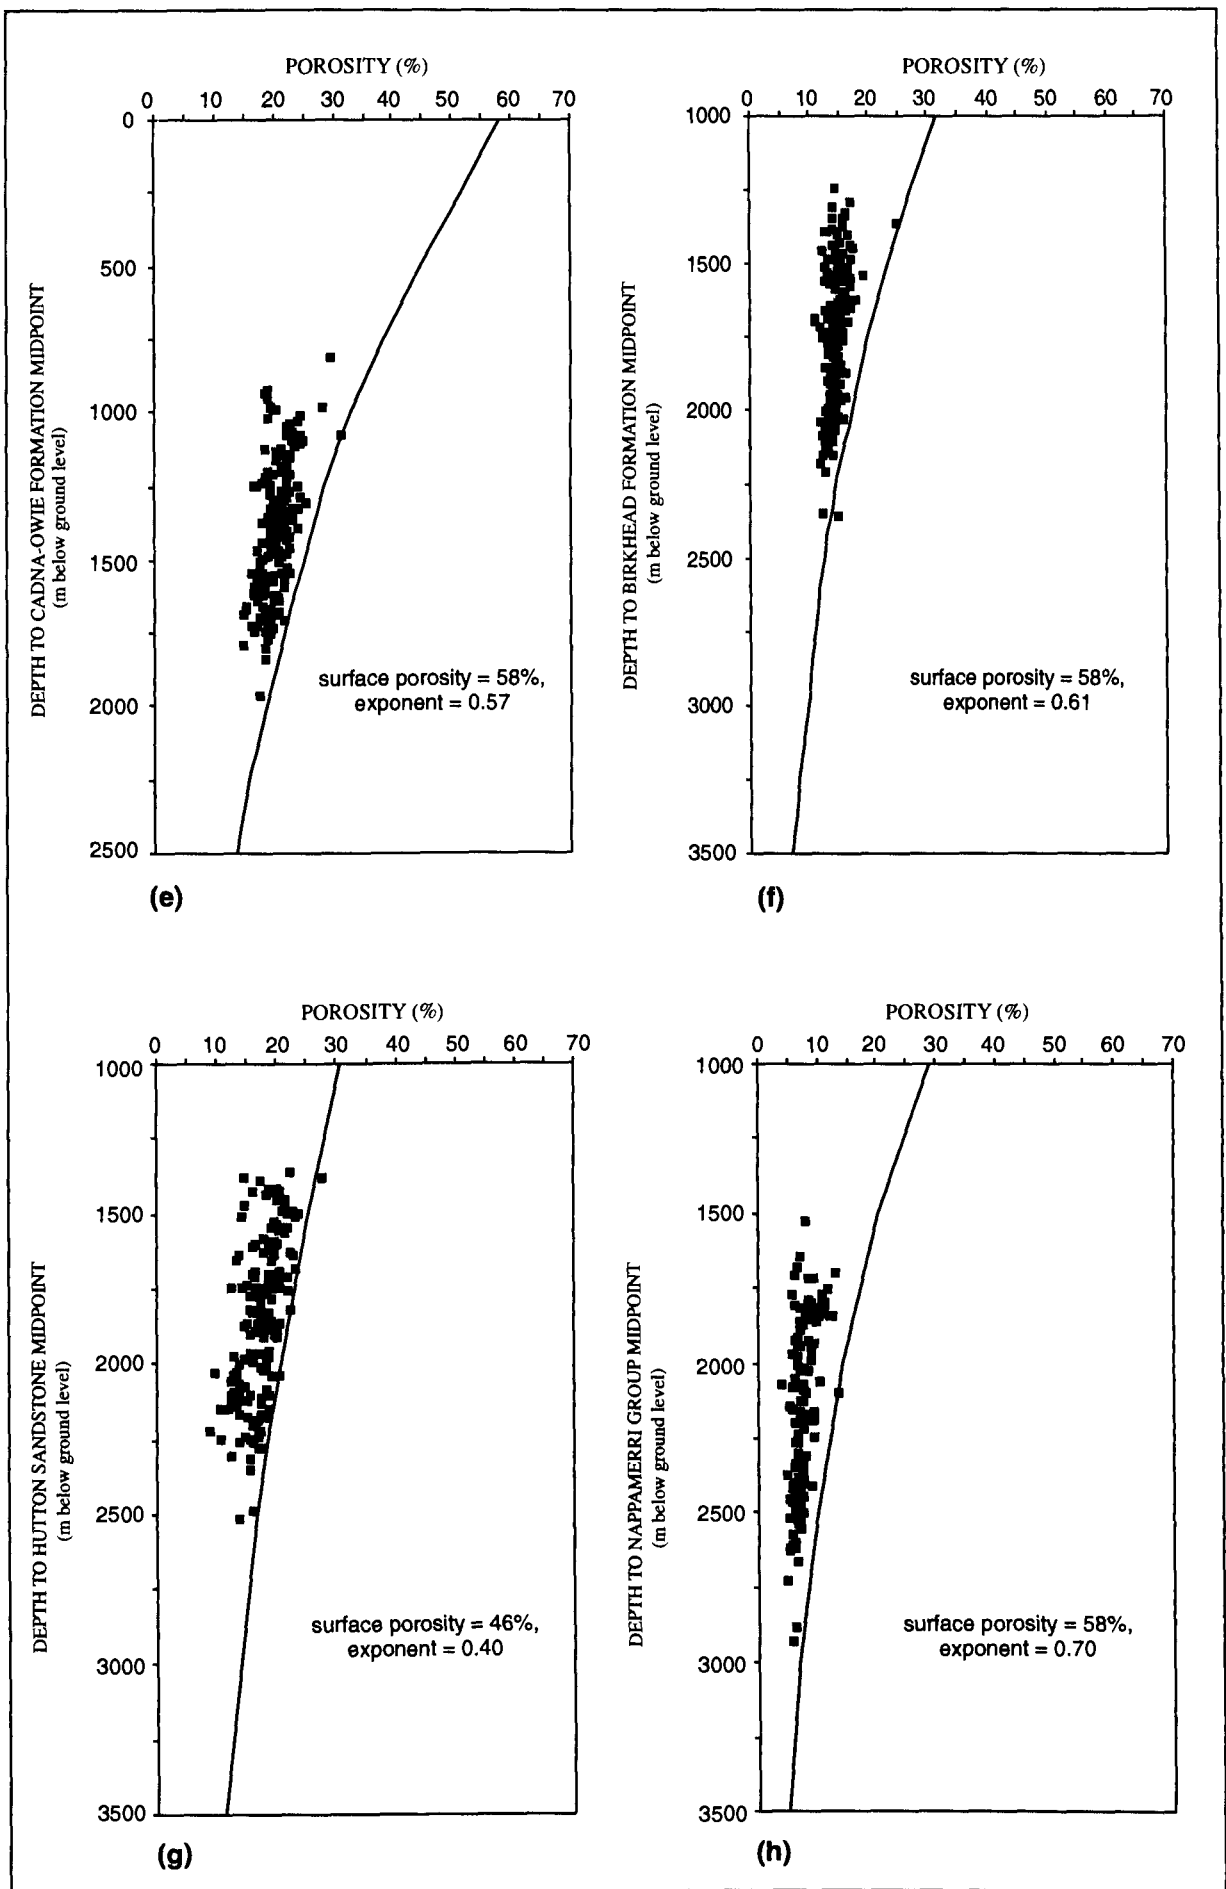 POROSITY (%)
0 10 20 30 40 50 60 70
0
500
1000
1500
2000
2500
DEPTH TO CADNA-OWIE FORMATION MIDPOINT
(m below ground level)
surface porosity = 58%,
exponent = 0.57
(e)
POROSITY (%)
0 10 20 30 40 50 60 70
1000
1500
2000
2500
3000
3500
DEPTH TO BIRKHEAD FORMATION MIDPOINT
(m below ground level)
surface porosity = 58%,
exponent = 0.61
(f)
POROSITY (%)
0 10 20 30 40 50 60 70
1000
1500
2000
2500
3000
3500
DEPTH TO HUTTON SANDSTONE MIDPOINT
(m below ground level)
surface porosity = 46%,
exponent = 0.40
(g)
POROSITY (%)
0 10 20 30 40 50 60 70
1000
1500
2000
2500
3000
3500
DEPTH TO NAPPAMERRI GROUP MIDPOINT
(m below ground level)
surface porosity = 58%,
exponent = 0.70
(h)